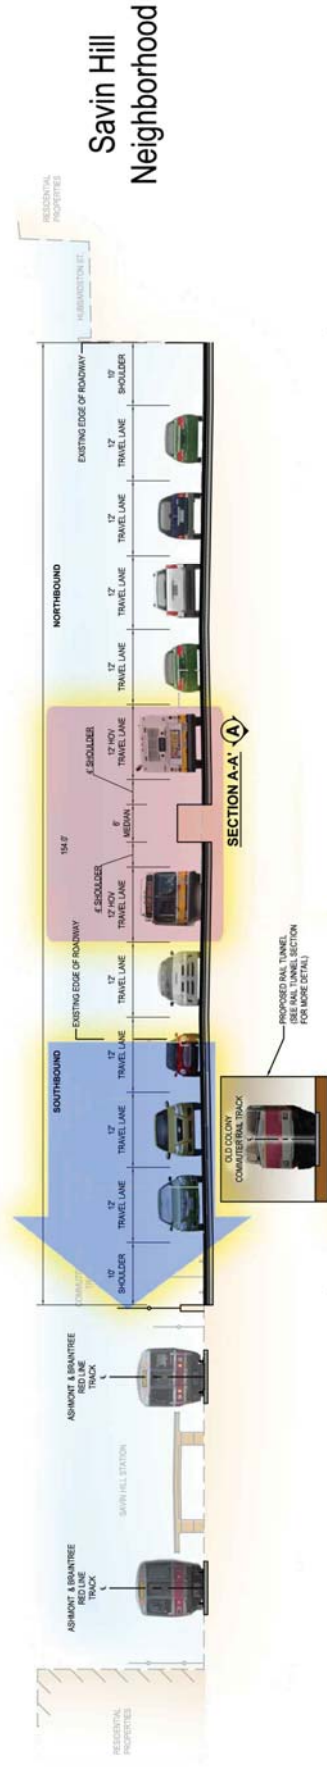 Savin Hill
Neighborhood
RESIDENTIAL
PROPERTIES
HUBBARDSTON ST.
EXISTING EDGE OF ROADWAY
10'
SHOULDER
12'
TRAVEL LANE
12'
TRAVEL LANE
12'
TRAVEL LANE
12'
TRAVEL LANE
NORTHBOUND
154.0'
4' SHOULDER
12' HOV
TRAVEL LANE
6'
MEDIAN
4' SHOULDER
12' HOV
TRAVEL LANE
SECTION A-A'
A
EXISTING EDGE OF ROADWAY
SOUTHBOUND
12'
TRAVEL LANE
12'
TRAVEL LANE
12'
TRAVEL LANE
12'
TRAVEL LANE
10'
SHOULDER
PROPOSED RAIL TUNNEL
(SEE RAIL TUNNEL SECTION
FOR MORE DETAIL)
OLD COLONY
COMMUTER RAIL TRACK
ASHMONT & BRAINTREE
RED LINE
TRACK
SAVIN HILL STATION
ASHMONT & BRAINTREE
RED LINE
TRACK
RESIDENTIAL
PROPERTIES